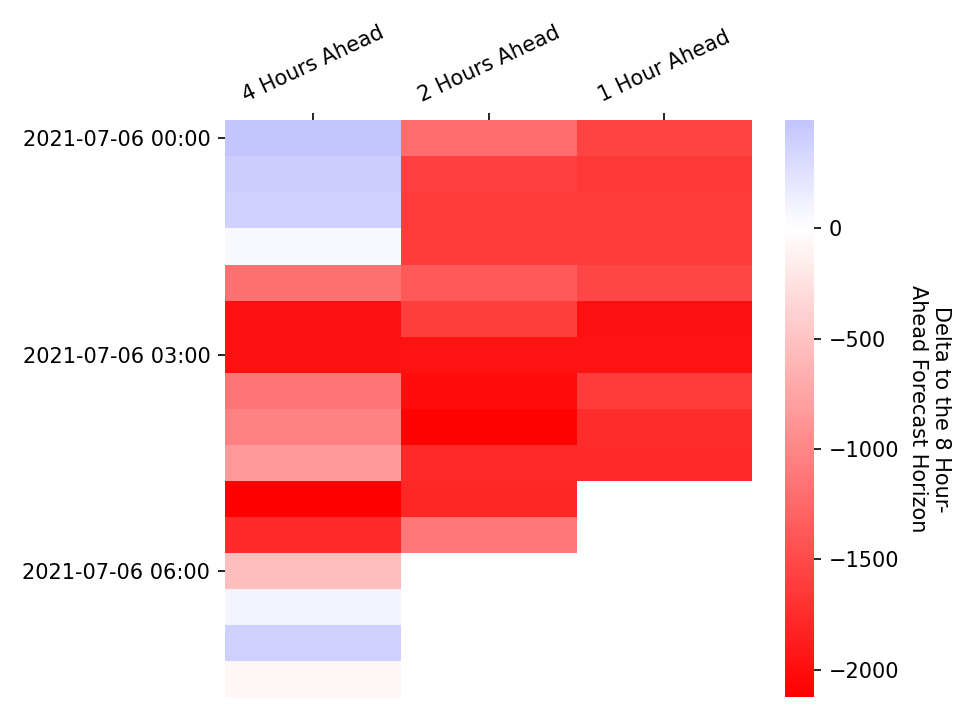 4 Hours Ahead
2 Hours Ahead
1 Hour Ahead
2021-07-06 00:00
2021-07-06 03:00
2021-07-06 06:00
0
−500
−1000
−1500
−2000
Delta to the 8 Hour-
Ahead Forecast Horizon